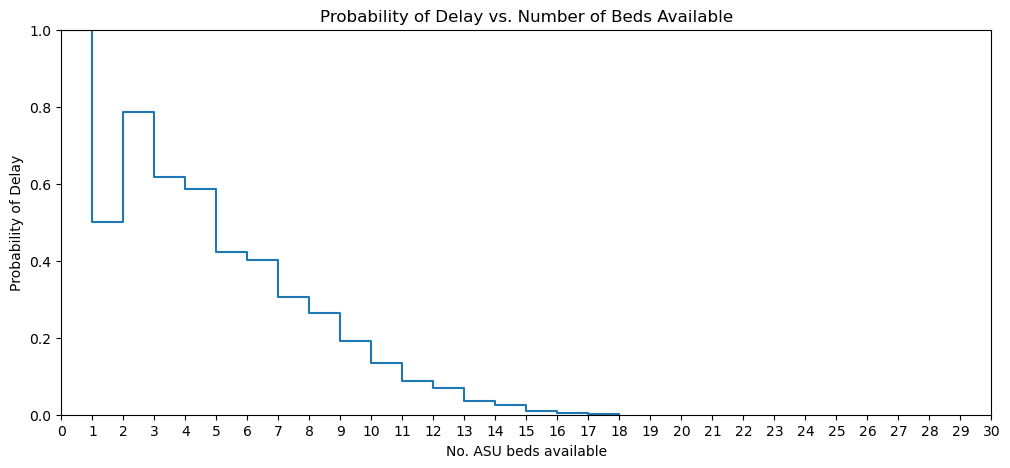 Probability of Delay vs. Number of Beds Available
1.0
0.8
0.6
0.4
0.2
0.0
Probability of Delay
0 1 2 3 4 5 6 7 8 9 10 11 12 13 14 15 16 17 18 19 20 21 22 23 24 25 26 27 28 29 30
No. ASU beds available